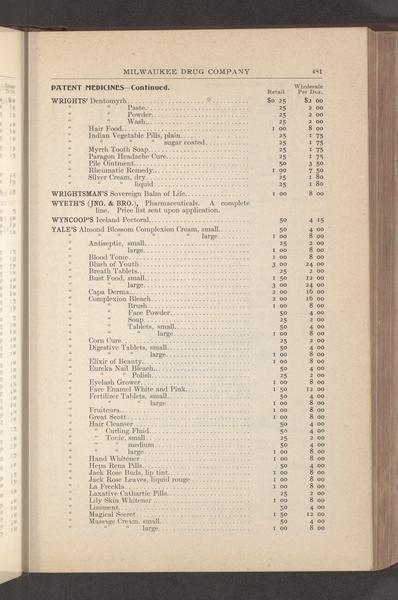 MILWAUKEE DRUG COMPANY 481
PATENT MEDICINES—Continued. Retail Wholesale Per Doz.
WRIGHTS' Dentomyrh $0 25 $2 00
" " Paste 25 2 00
" " Powder 25 2 00
" " Wash 25 2 00
" Hair Food 1 00 8 00
" Indian Vegetable Pills, plain 25 1 75
" " " " sugar coated 25 1 75
" Myrrh Tooth Soap 25 1 75
" Paragon Headache Cure 25 1 75
" Pile Ointment 50 3 50
" Rheumatic Remedy 1 00 7 50
" Silver Cream, dry 25 1 80
" " " liquid 25 1 80
WRIGHTSMAN'S Sovereign Balm of Life 1 00 8 00
WYETH'S (JNO. & BRO.), Pharmaceuticals. A complete
line. Price list sent upon application.
WYNCOOP'S Iceland Pectoral 50 4 15
YALE'S Almond Blossom Complexion Cream, small 50 4 00
" " " " " large 1 00 8 00
" Antiseptic, small 25 2 00
" " large 1 00 8 00
" Blood Tonic 1 00 8 00
" Blush of Youth 3 00 24 00
" Breath Tablets 25 2 00
" Bust Food, small 1 50 12 00
" " " large 3 00 24 00
" Capa Derma 2 00 16 00
" Complexion Bleach 2 00 16 00
" " Brush 1 00 8 00
" " Face Powder 50 4 00
" " Soap 25 2 00
" " Tablets, small 50 4 00
" " " large 1 00 8 00
" Corn Cure 25 2 00
" Digestive Tablets, small 50 4 00
" " " large 1 00 8 00
" Elixir of Beauty 1 00 8 00
" Eureka Nail Bleach 50 4 00
" " " Polish 25 2 00
" Eyelash Grower 1 00 8 00
" Face Enamel White and Pink 1 50 12 00
" Fertilizer Tablets, small 50 4 00
" " " large 1 00 8 00
" Fruitcura 1 00 8 00
" Great Scott 1 00 8 00
" Hair Cleanser 50 4 00
" " Curling Fluid 50 4 00
" " Tonic, small 25 2 00
" " " medium 50 4 00
" " " large 1 00 8 00
" Hand Whitener 1 00 8 00
" Hepa Rena Pills 50 4 00
" Jack Rose Buds, lip tint 1 00 8 00
" Jack Rose Leaves, liquid rouge 1 00 8 00
" La Freckla 1 00 8 00
" Laxative Cathartic Pills 25 2 00
" Lily Skin Whitener 1 00 8 00
" Liniment 50 4 00
" Magical Secret 1 50 12 00
" Massage Cream, small 50 4 00
" " " large 1 00 8 00